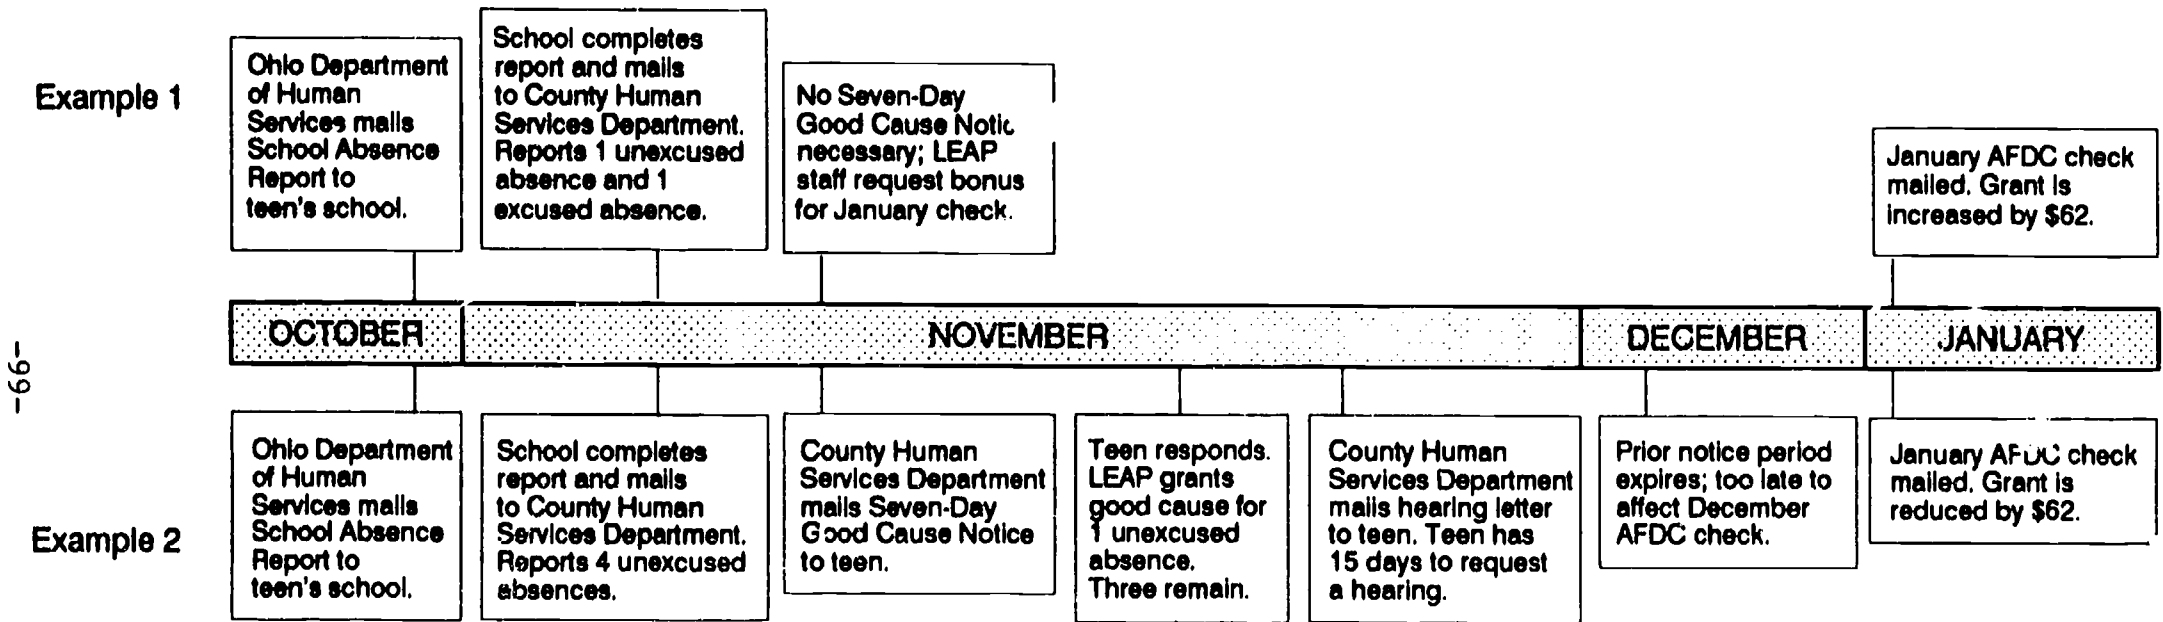 Example 1
Ohio Department
of Human
Services mails
School Absence
Report to
teen's school.
School completes
report and mails
to County Human
Services Department.
Reports 1 unexcused
absence and 1
excused absence.
No Seven-Day
Good Cause Notic
necessary; LEAP
staff request bonus
for January check.
January AFDC check
mailed. Grant is
increased by $62.
OCTOBER
NOVEMBER
DECEMBER
JANUARY
-99-
Example 2
Ohio Department
of Human
Services mails
School Absence
Report to
teen's school.
School completes
report and mails
to County Human
Services Department.
Reports 4 unexcused
absences.
County Human
Services Department
mails Seven-Day
Good Cause Notice
to teen.
Teen responds.
LEAP grants
good cause for
1 unexcused
absence.
Three remain.
County Human
Services Department
mails hearing letter
to teen. Teen has
15 days to request
a hearing.
Prior notice period
expires; too late to
affect December
AFDC check.
January AFDC check
mailed. Grant is
reduced by $62.